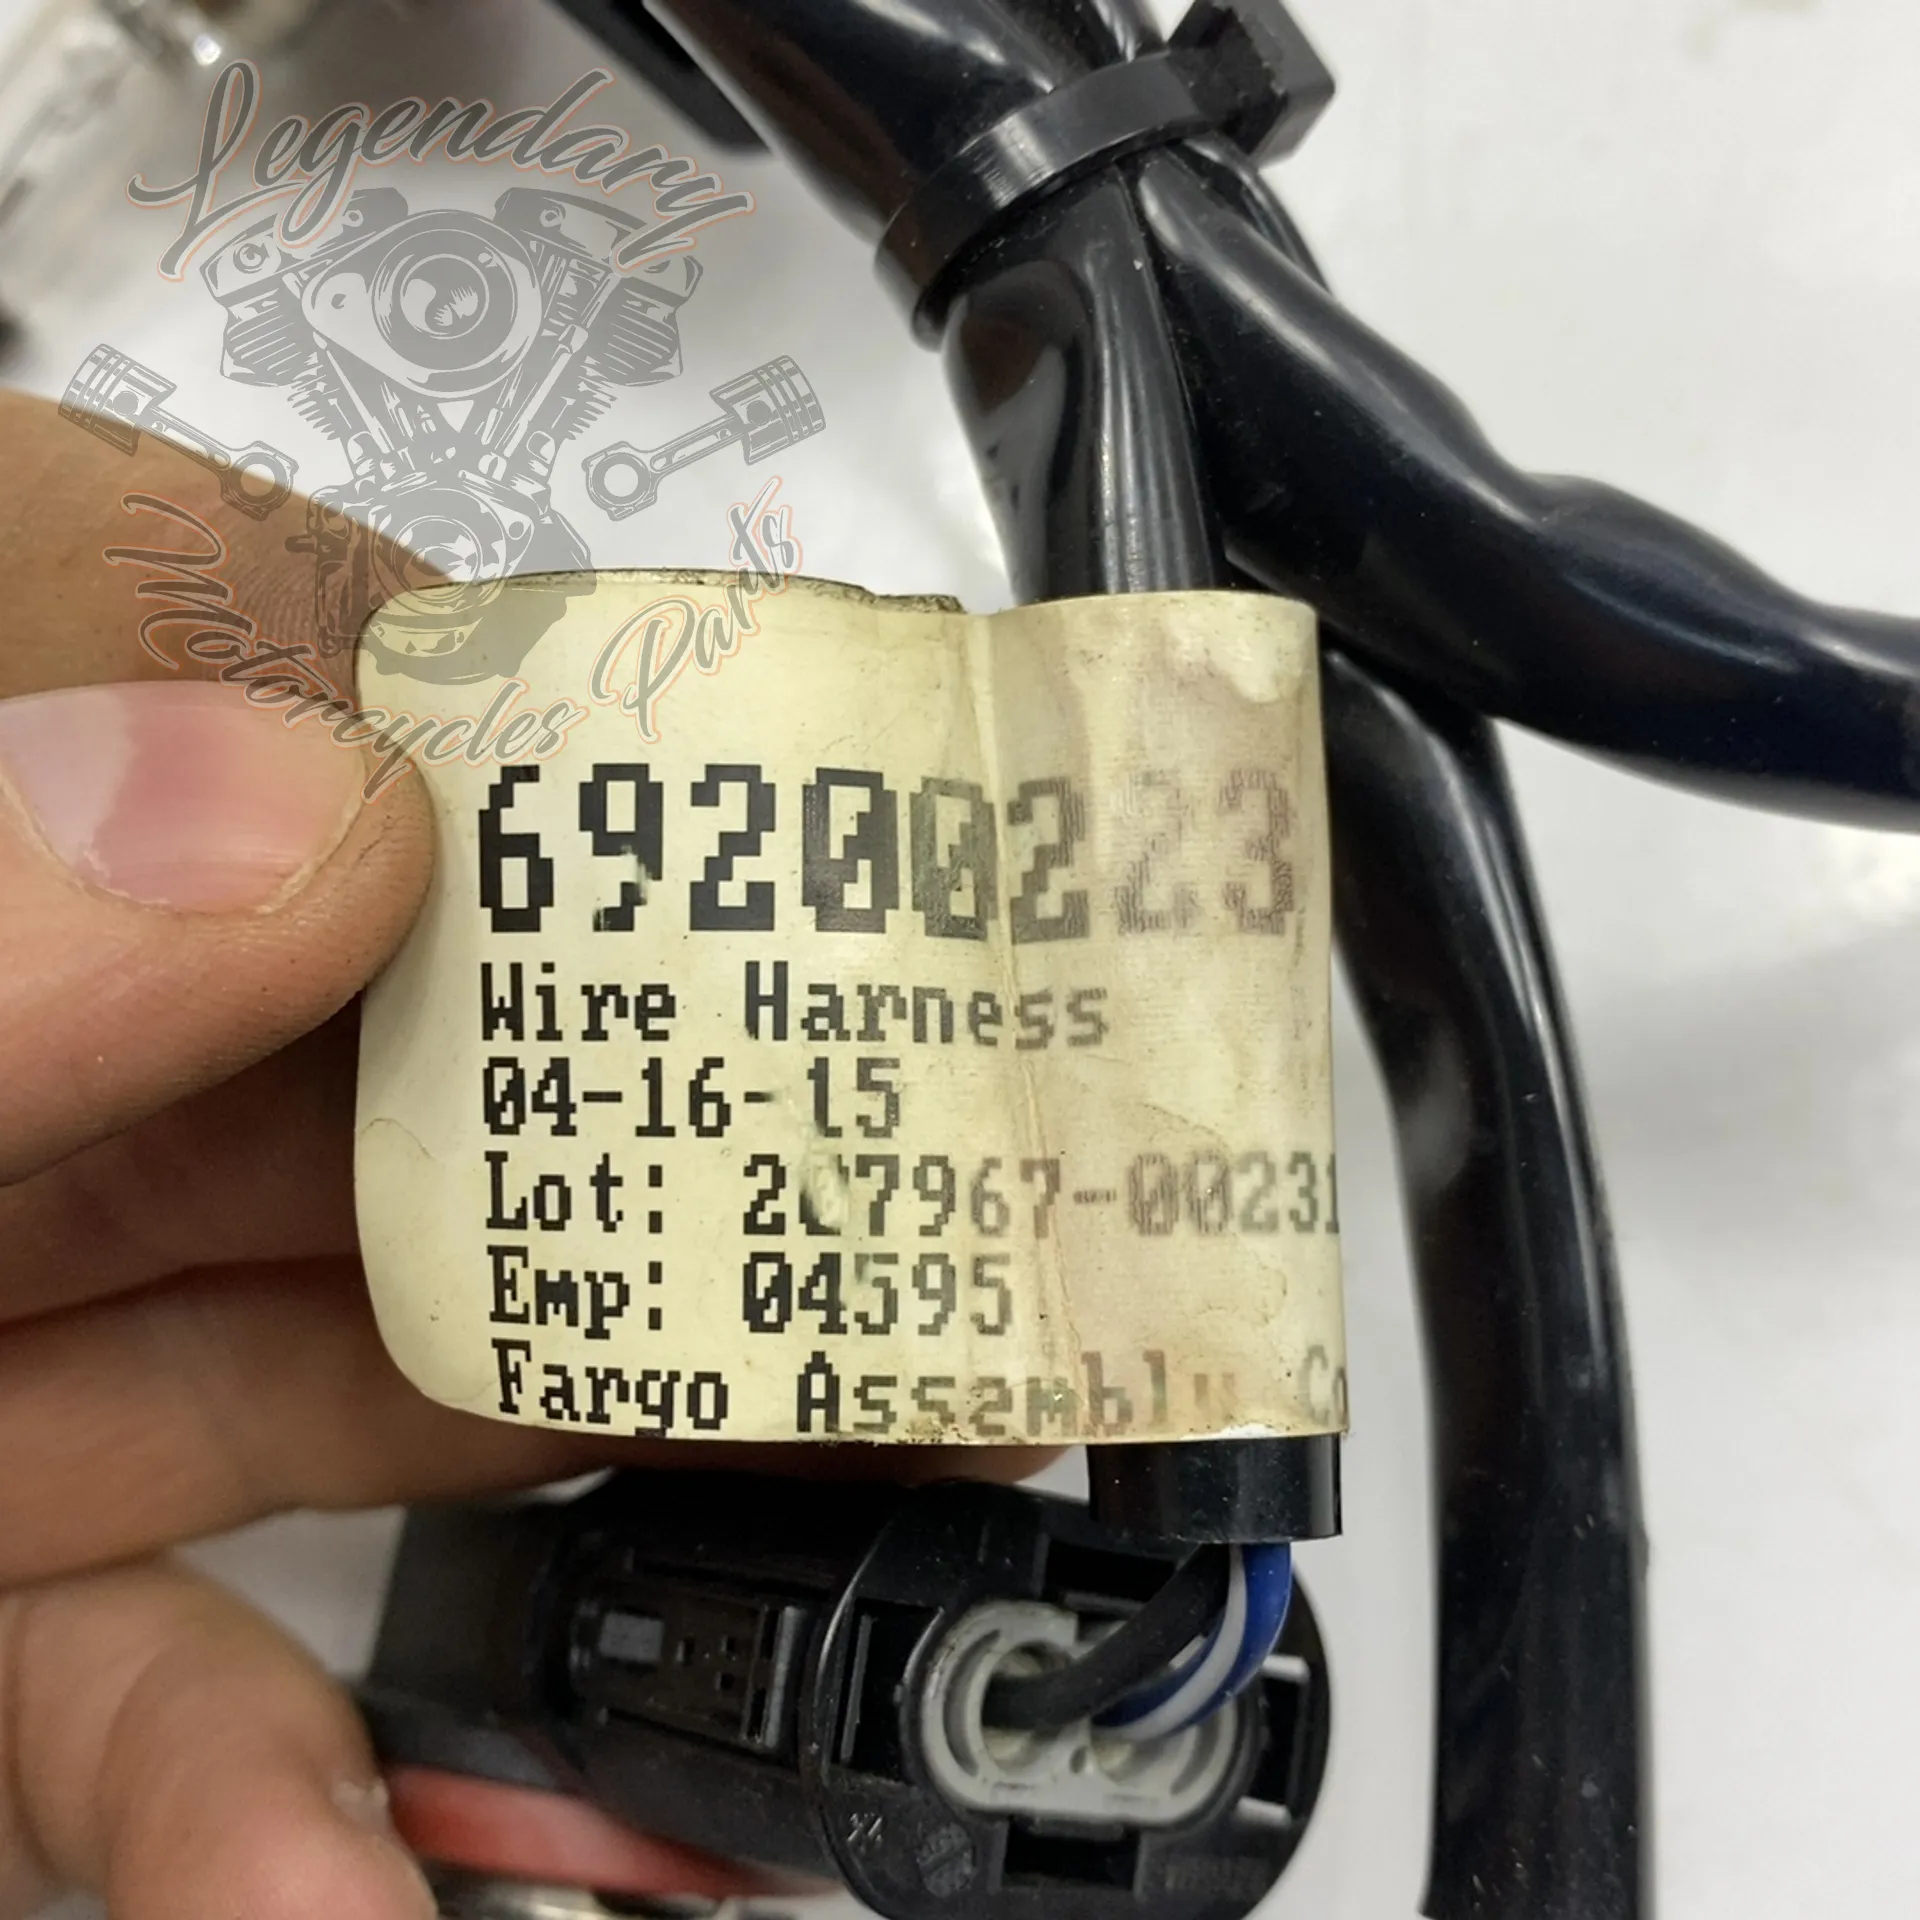 Legendary
Motorcycles Parts
69200223
Wire Harness
04-16-15
Lot: 207967-00231
Emp: 04595
Fargo Assembly Co